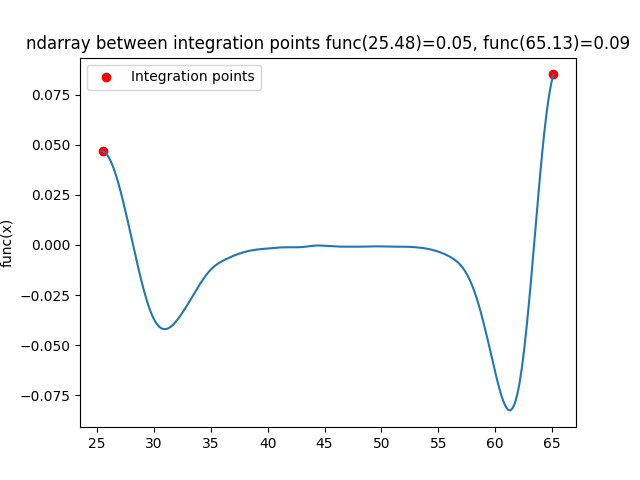 ndarray between integration points func(25.48)=0.05, func(65.13)=0.09
Integration points
func(x)
0.075
0.050
0.025
0.000
−0.025
−0.050
−0.075
25 30 35 40 45 50 55 60 65